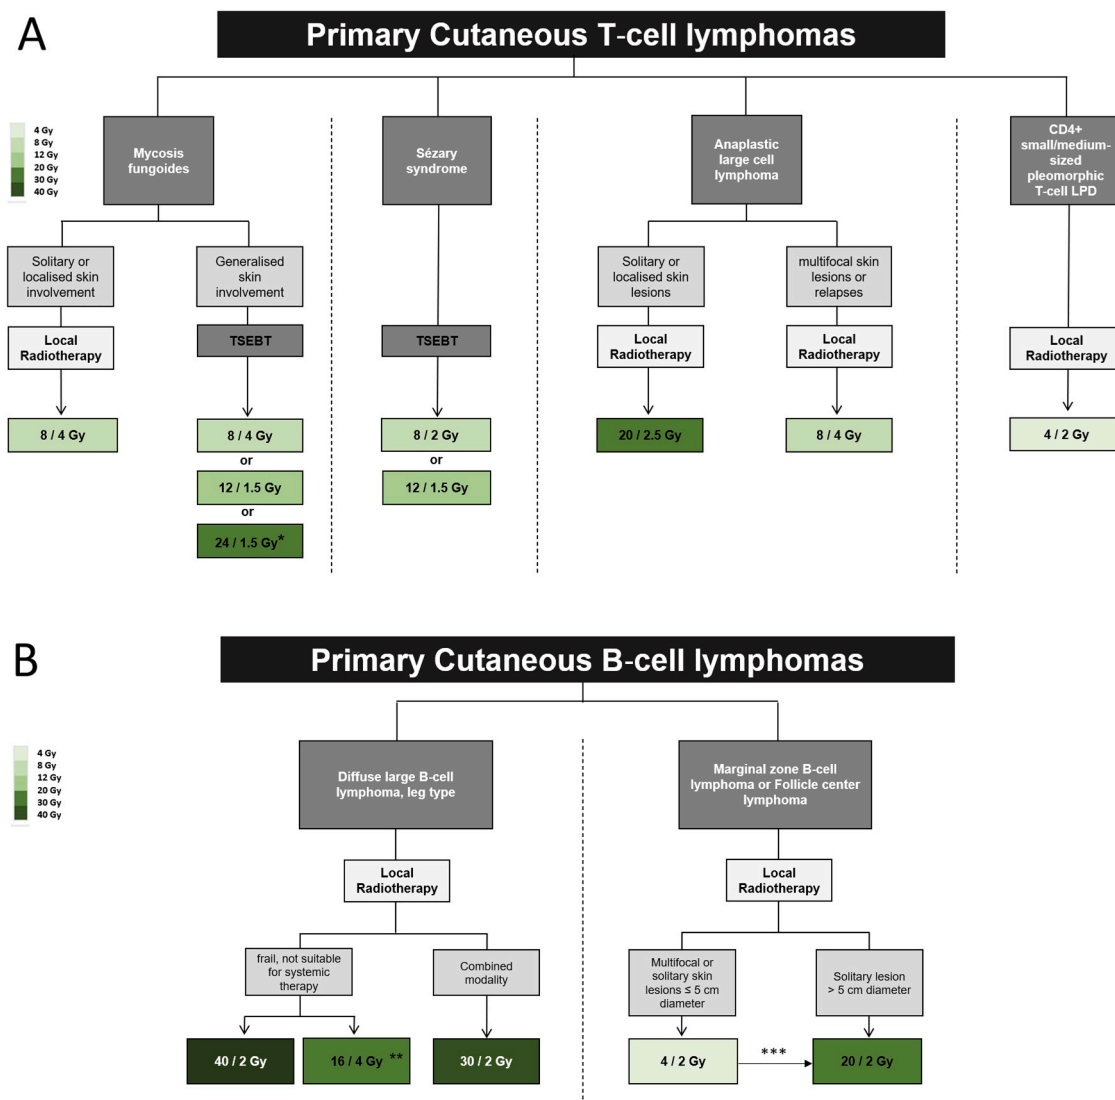 A
Primary Cutaneous T-cell lymphomas
4 Gy
8 Gy
12 Gy
20 Gy
30 Gy
40 Gy
Mycosis
fungoides
Sézary
syndrome
Anaplastic
large cell
lymphoma
CD4+
small/medium-
sized
pleomorphic
T-cell LPD
Solitary or
localised skin
involvement
Generalised
skin
involvement
Solitary or
localised skin
lesions
multifocal skin
lesions or
relapses
Local
Radiotherapy
TSEBT
TSEBT
Local
Radiotherapy
Local
Radiotherapy
Local
Radiotherapy
8 / 4 Gy
8 / 4 Gy
or
12 / 1.5 Gy
or
24 / 1.5 Gy*
8 / 2 Gy
or
12 / 1.5 Gy
20 / 2.5 Gy
8 / 4 Gy
4 / 2 Gy
B
Primary Cutaneous B-cell lymphomas
4 Gy
8 Gy
12 Gy
20 Gy
30 Gy
40 Gy
Diffuse large B-cell
lymphoma, leg type
Marginal zone B-cell
lymphoma or Follicle center
lymphoma
Local
Radiotherapy
Local
Radiotherapy
frail, not suitable
for systemic
therapy
Combined
modality
Multifocal or
solitary skin
lesions ≤ 5 cm
diameter
Solitary lesion
> 5 cm diameter
40 / 2 Gy
16 / 4 Gy **
30 / 2 Gy
4 / 2 Gy
***
20 / 2 Gy